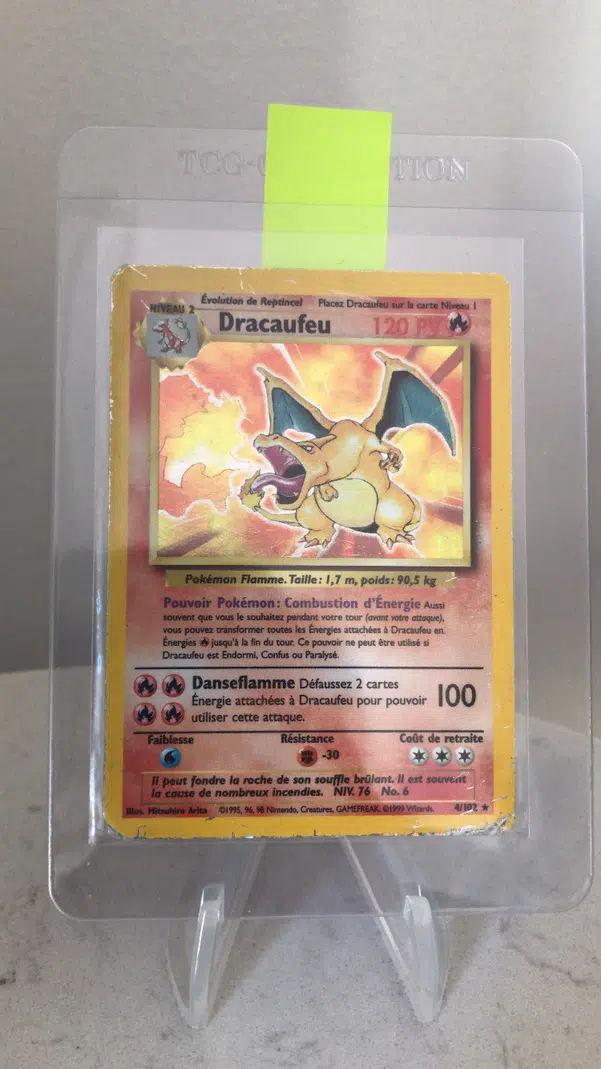 TCG-
TION
Évolution de Reptincel Placez Dracaufeu sur la carte Niveau 1
NIVEAU 2
Dracaufeu 120 PV
Pokémon Flamme. Taille: 1,7 m, poids: 90,5 kg
Pouvoir Pokémon: Combustion d'Énergie Aussi
souvent que vous le souhaitez pendant votre tour (avant votre attaque),
vous pouvez transformer toutes les Énergies attachées à Dracaufeu en
Énergies jusqu'à la fin du tour. Ce pouvoir ne peut être utilisé si
Dracaufeu est Endormi, Confus ou Paralysé.
Danseflamme Défaussez 2 cartes
Énergie attachées à Dracaufeu pour pouvoir 100
utiliser cette attaque.
Faiblesse Résistance Coût de retraite
-30
Il peut fondre la roche de son souffle brûlant. Il est souvent
la cause de nombreux incendies. NIV. 76 No. 6
Illus. Mitsuhiro Arita ©1995, 96, 98 Nintendo, Creatures, GAMEFREAK. ©1999 Wizards. 4/102 ★